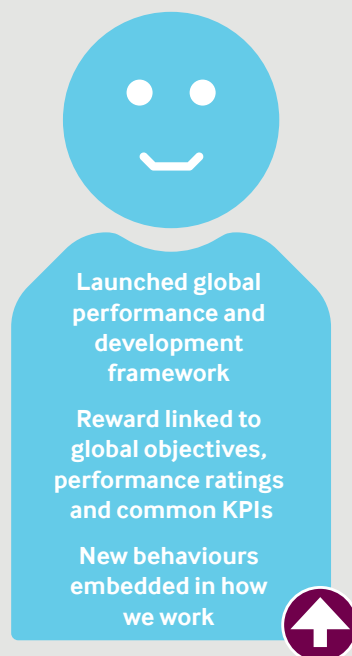 Launched global
performance and
development
framework
Reward linked to
global objectives,
performance ratings
and common KPIs
New behaviours
embedded in how
we work